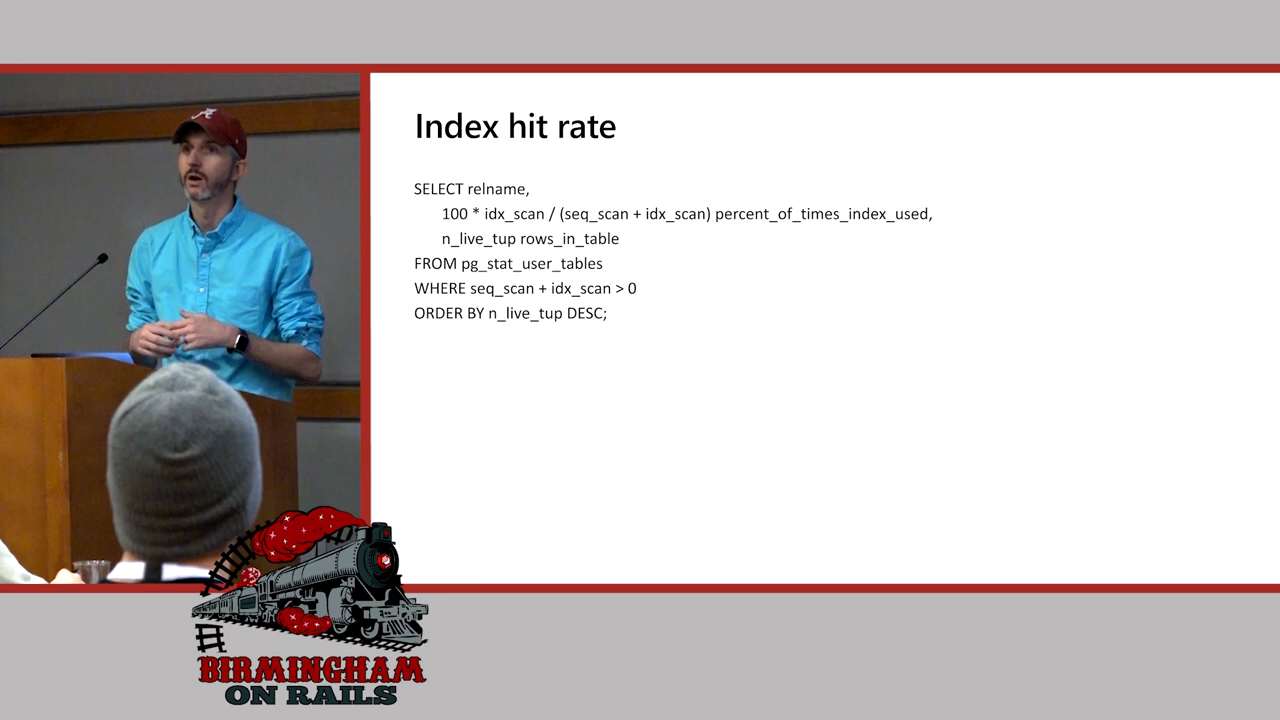 Index hit rate
SELECT relname,
100 * idx_scan / (seq_scan + idx_scan) percent_of_times_index_used,
n_live_tup rows_in_table
FROM pg_stat_user_tables
WHERE seq_scan + idx_scan > 0
ORDER BY n_live_tup DESC;
A
BIRMINGHAM
ON RAILS